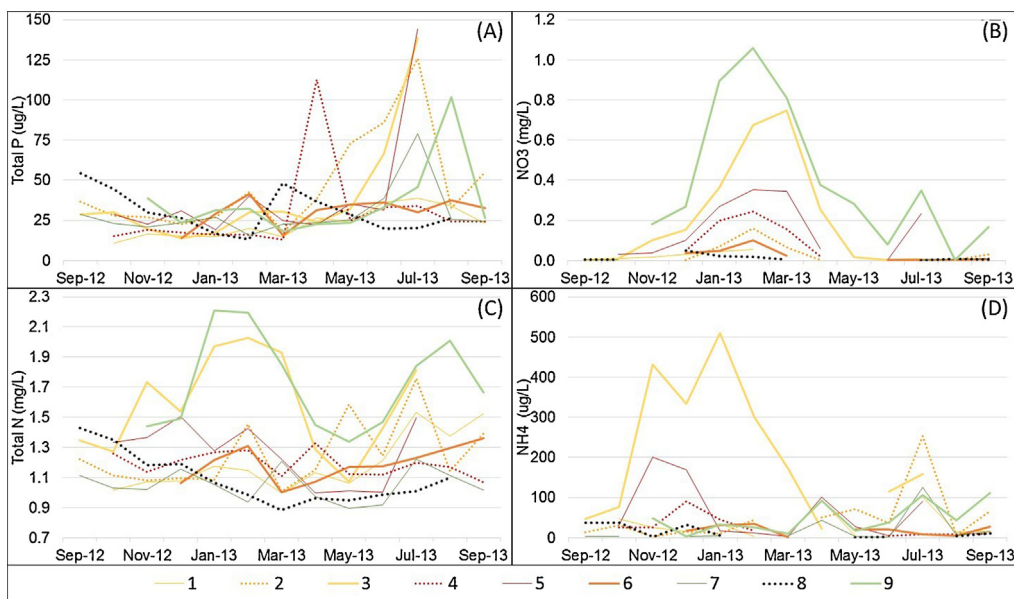 (A)
Total P (ug/L)
150
125
100
75
50
25
0
Sep-12 Nov-12 Jan-13 Mar-13 May-13 Jul-13 Sep-13
(B)
NO3 (mg/L)
1.2
1.0
0.8
0.6
0.4
0.2
0.0
Sep-12 Nov-12 Jan-13 Mar-13 May-13 Jul-13 Sep-13
(C)
Total N (mg/L)
2.3
2.1
1.9
1.7
1.5
1.3
1.1
0.9
0.7
Sep-12 Nov-12 Jan-13 Mar-13 May-13 Jul-13 Sep-13
(D)
NH4 (ug/L)
600
500
400
300
200
100
0
Sep-12 Nov-12 Jan-13 Mar-13 May-13 Jul-13 Sep-13
1 2 3 4 5 6 7 8 9